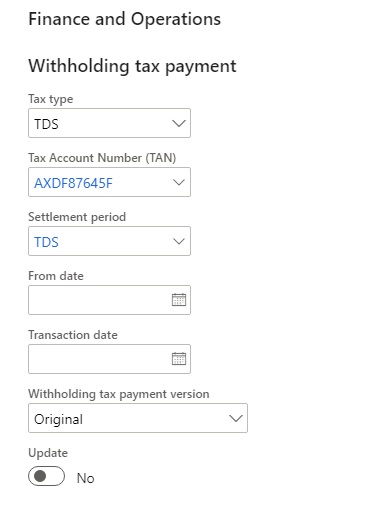 Finance and Operations
Withholding tax payment
Tax type
TDS
Tax Account Number (TAN)
AXDF87645F
Settlement period
TDS
From date
Transaction date
Withholding tax payment version
Original
Update
No